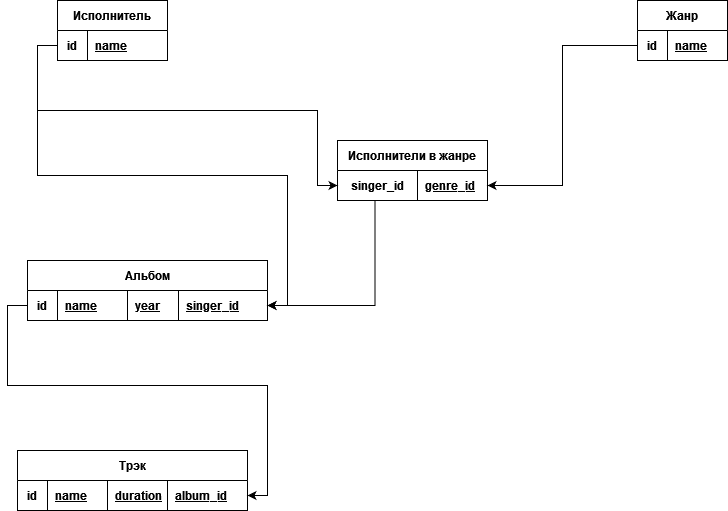 Исполнитель
id name
Жанр
id name
Исполнители в жанре
singer_id genre_id
Альбом
id name year singer_id
Трэк
id name duration album_id